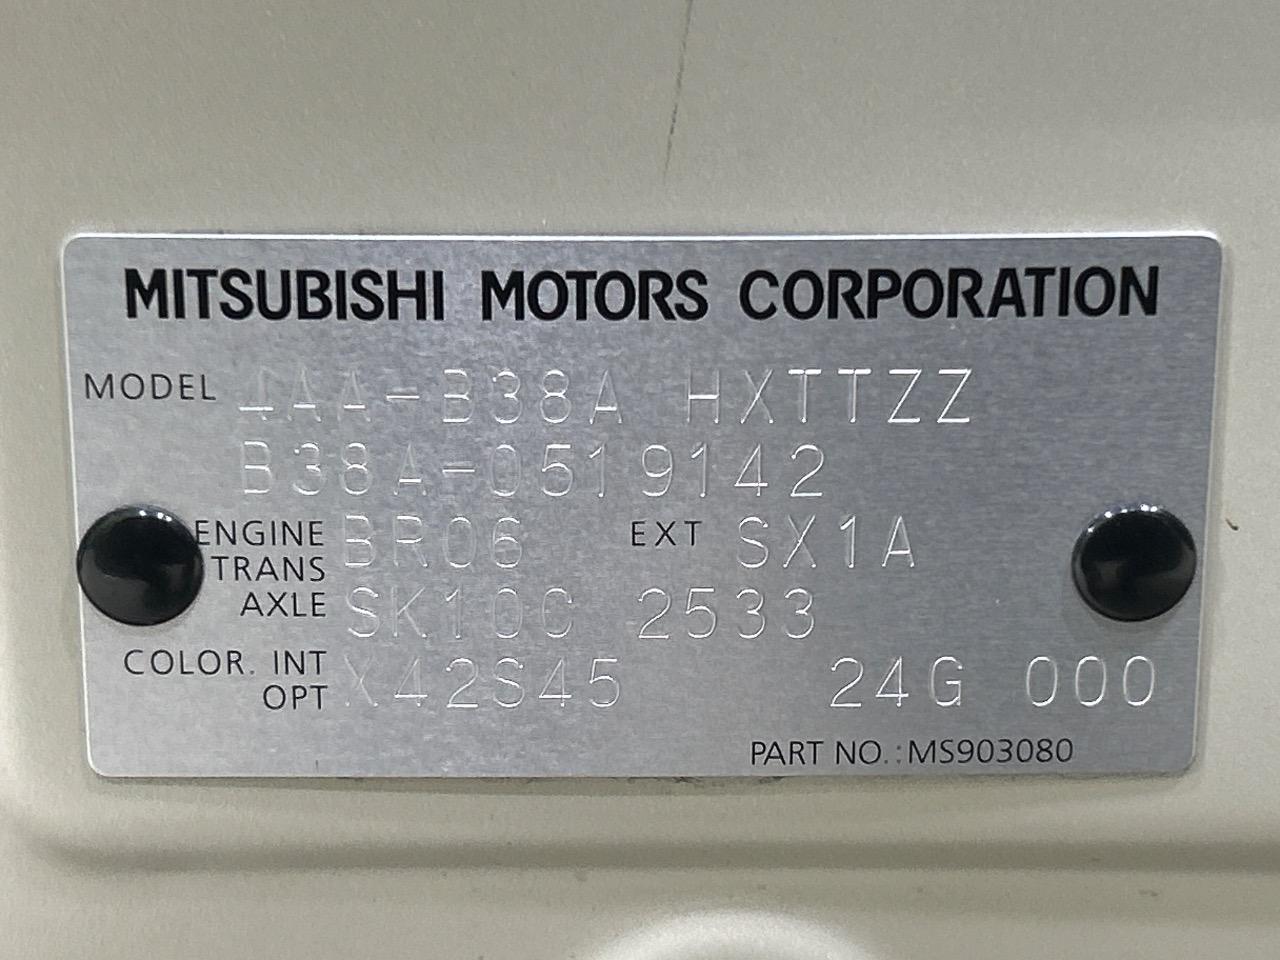 MITSUBISHI MOTORS CORPORATION
MODEL 4AA-B38A HXTTZZ
B38A-0519142
ENGINE BR06 EXT SX1A
TRANS
AXLE SK10C 2533
COLOR. INT X42S45 24G 000
OPT
PART NO.:MS903080